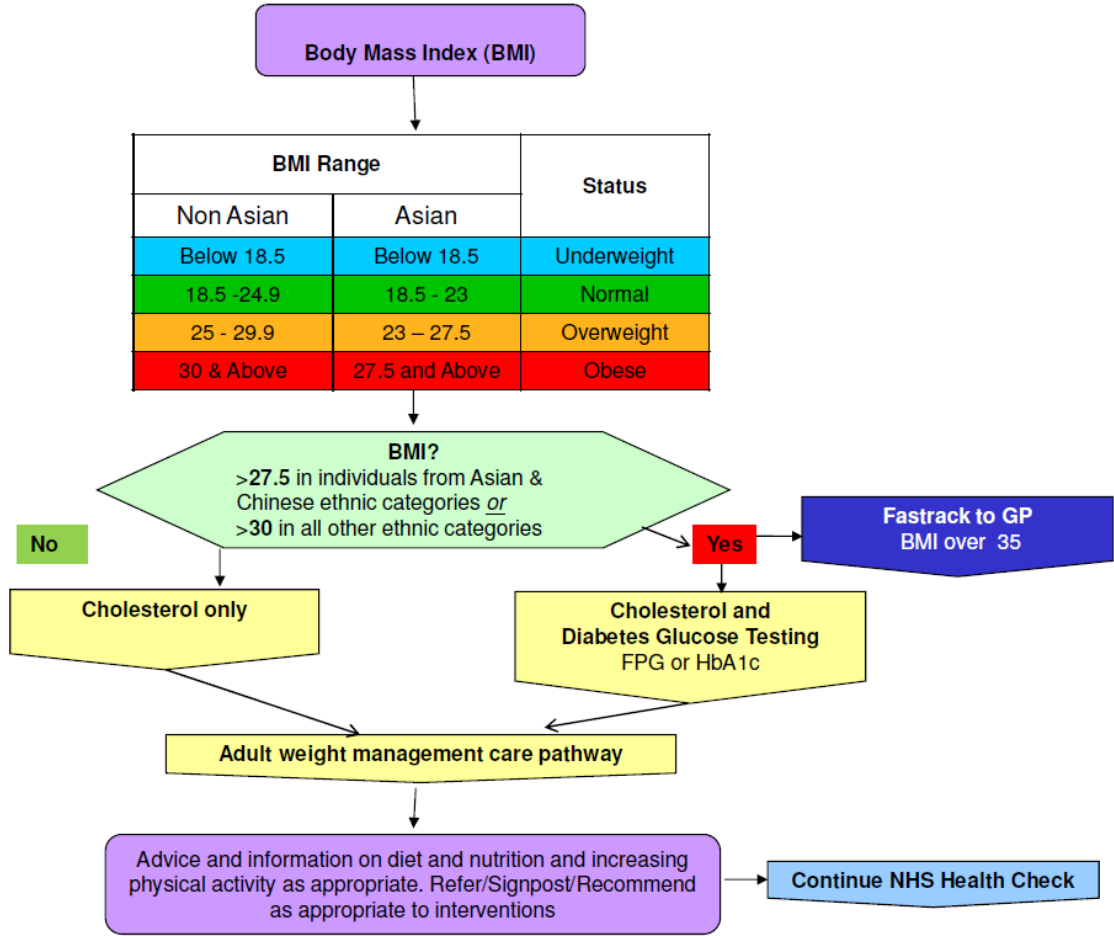 Body Mass Index (BMI)
BMI Range
Status
Non Asian
Asian
Below 18.5
Below 18.5
Underweight
18.5 -24.9
18.5 - 23
Normal
25 - 29.9
23 – 27.5
Overweight
30 & Above
27.5 and Above
Obese
BMI?
>27.5 in individuals from Asian &
Chinese ethnic categories or
>30 in all other ethnic categories
No
Yes
Fastrack to GP
BMI over 35
Cholesterol only
Cholesterol and
Diabetes Glucose Testing
FPG or HbA1c
Adult weight management care pathway
Advice and information on diet and nutrition and increasing
physical activity as appropriate. Refer/Signpost/Recommend
as appropriate to interventions
Continue NHS Health Check